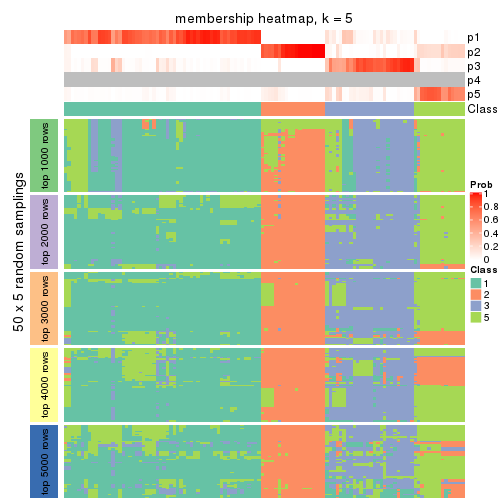 membership heatmap, k = 5
p1
p2
p3
p4
p5
Class
50 x 5 random samplings
top 1000 rows
top 2000 rows
top 3000 rows
top 4000 rows
top 5000 rows
Prob
1
0.8
0.6
0.4
0.2
0
Class
1
2
3
5